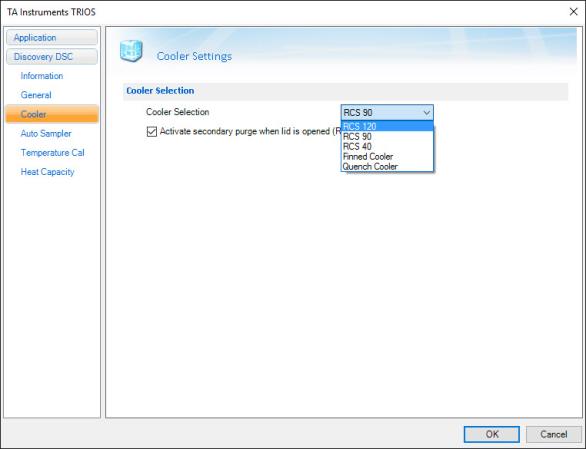 TA Instruments TRIOS
Application
Discovery DSC
Information
General
Cooler
Auto Sampler
Temperature Cal
Heat Capacity
Cooler Settings
Cooler Selection
Cooler Selection
RCS 90
Activate secondary purge when lid is opened (R
RCS 120
RCS 90
RCS 40
Finned Cooler
Quench Cooler
OK
Cancel